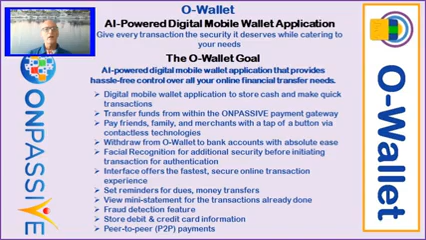 O-Wallet
AI-Powered Digital Mobile Wallet Application
Give every transaction the security it deserves while catering to
your needs
The O-Wallet Goal
AI-powered digital mobile wallet application that provides
hassle-free control over all your online financial transfer needs.
➢ Digital mobile wallet application to store cash and make quick
transactions
➢ Transfer funds from within the ONPASSIVE payment gateway
➢ Pay friends, family, and merchants with a tap of a button via
contactless technologies
➢ Withdraw from O-Wallet to bank accounts with absolute ease
➢ Facial Recognition for additional security before initiating
transaction for authentication
➢ Interface offers the fastest, secure online transaction
experience
➢ Set reminders for dues, money transfers
➢ View mini-statement for the transactions already done
➢ Fraud detection feature
➢ Store debit & credit card information
➢ Peer-to-peer (P2P) payments
ONPASSIVE
O-Wallet